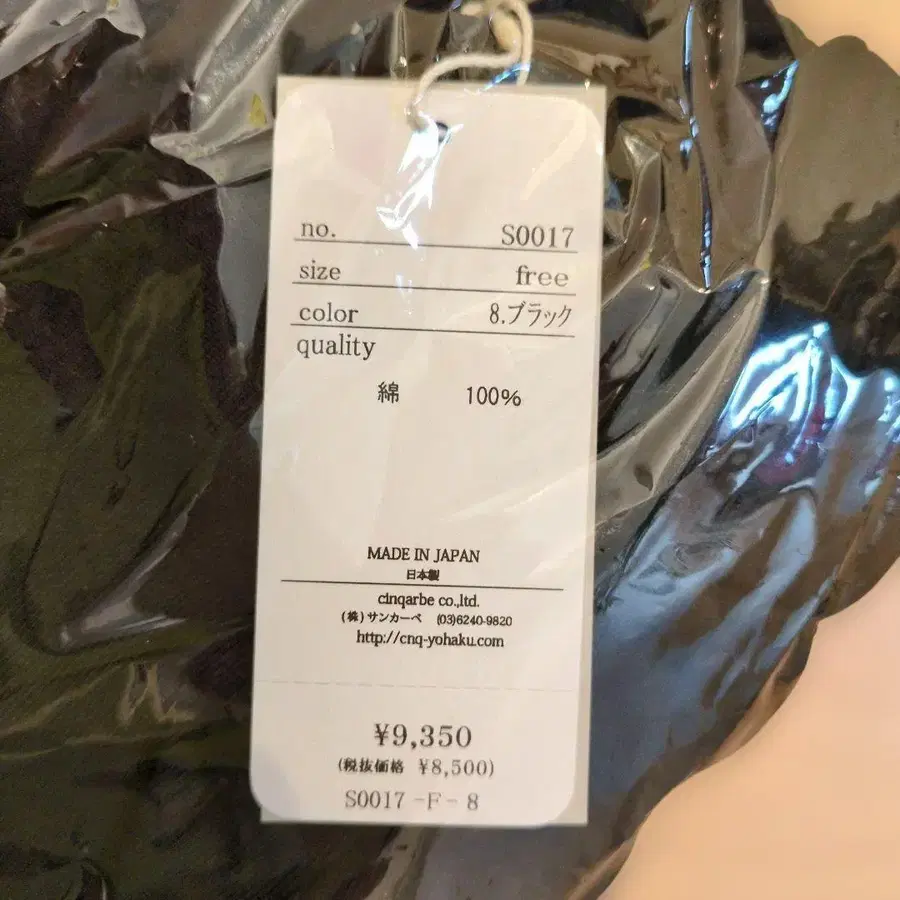 no. S0017
size free
color 8.ブラック
quality
綿 100%
MADE IN JAPAN
日本製
cinqarbe co.,ltd.
(株)サンカーベ (03)6240-9820
http://cnq-yohaku.com
¥9,350
(税抜価格 ¥8,500)
S0017-F-8